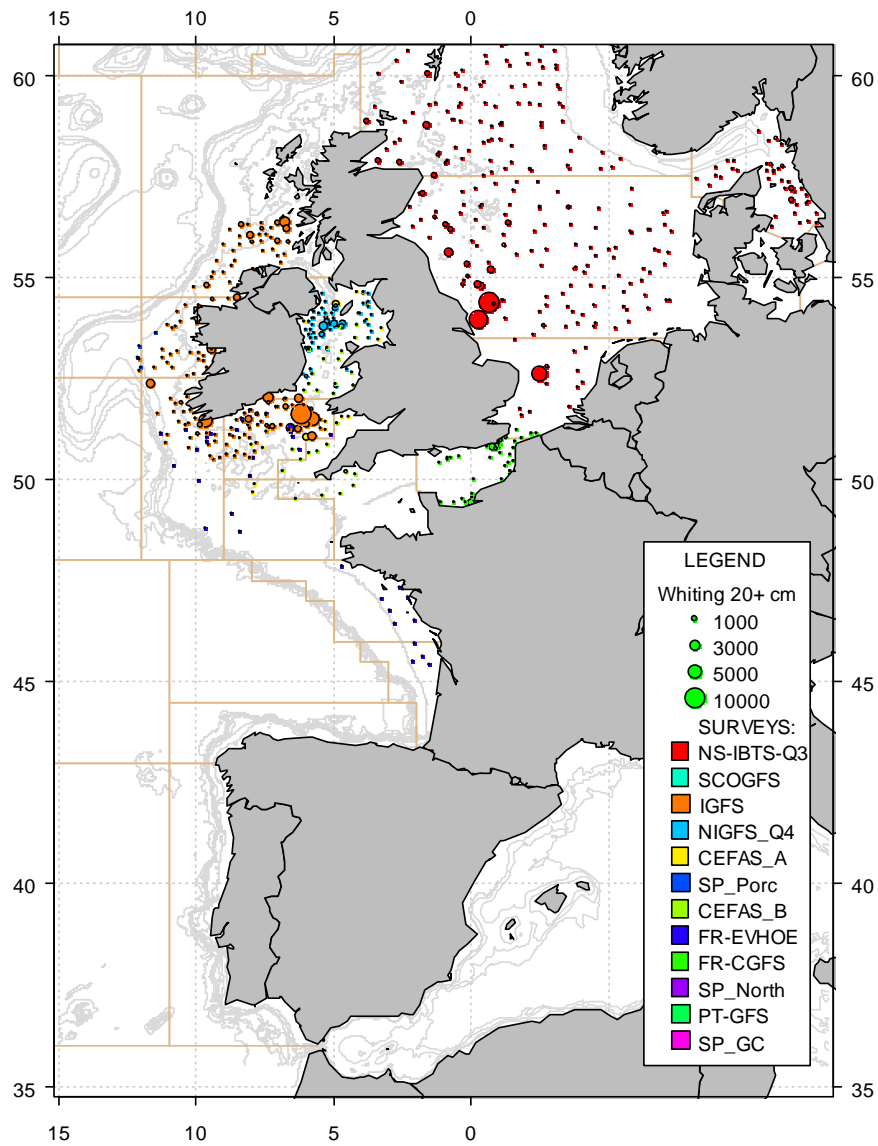 15 10 5 0
60 60
55 55
50 50
LEGEND
Whiting 20+ cm
1000
3000
5000
10000
45 45
SURVEYS:
NS-IBTS-Q3
SCOGFS
IGFS
NIGFS_Q4
CEFAS_A
40 40
SP_Porc
CEFAS_B
FR-EVHOE
FR-CGFS
SP_North
PT-GFS
SP_GC
35 35
15 10 5 0